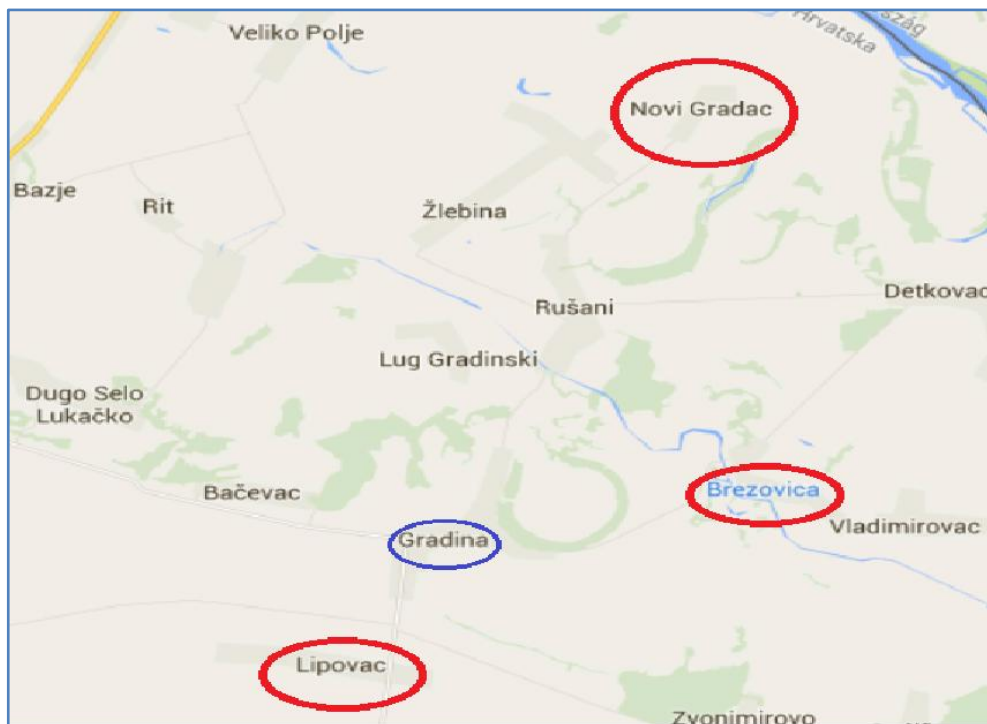 Veliko Polje
Hrvatska
ország
Novi Gradac
Bazje
Rit
Žlebina
Detkovac
Rušani
Lug Gradinski
Dugo Selo
Lukačko
Bačevac
Brezovica
Vladimirovac
Gradina
Lipovac
Zvonimirovo